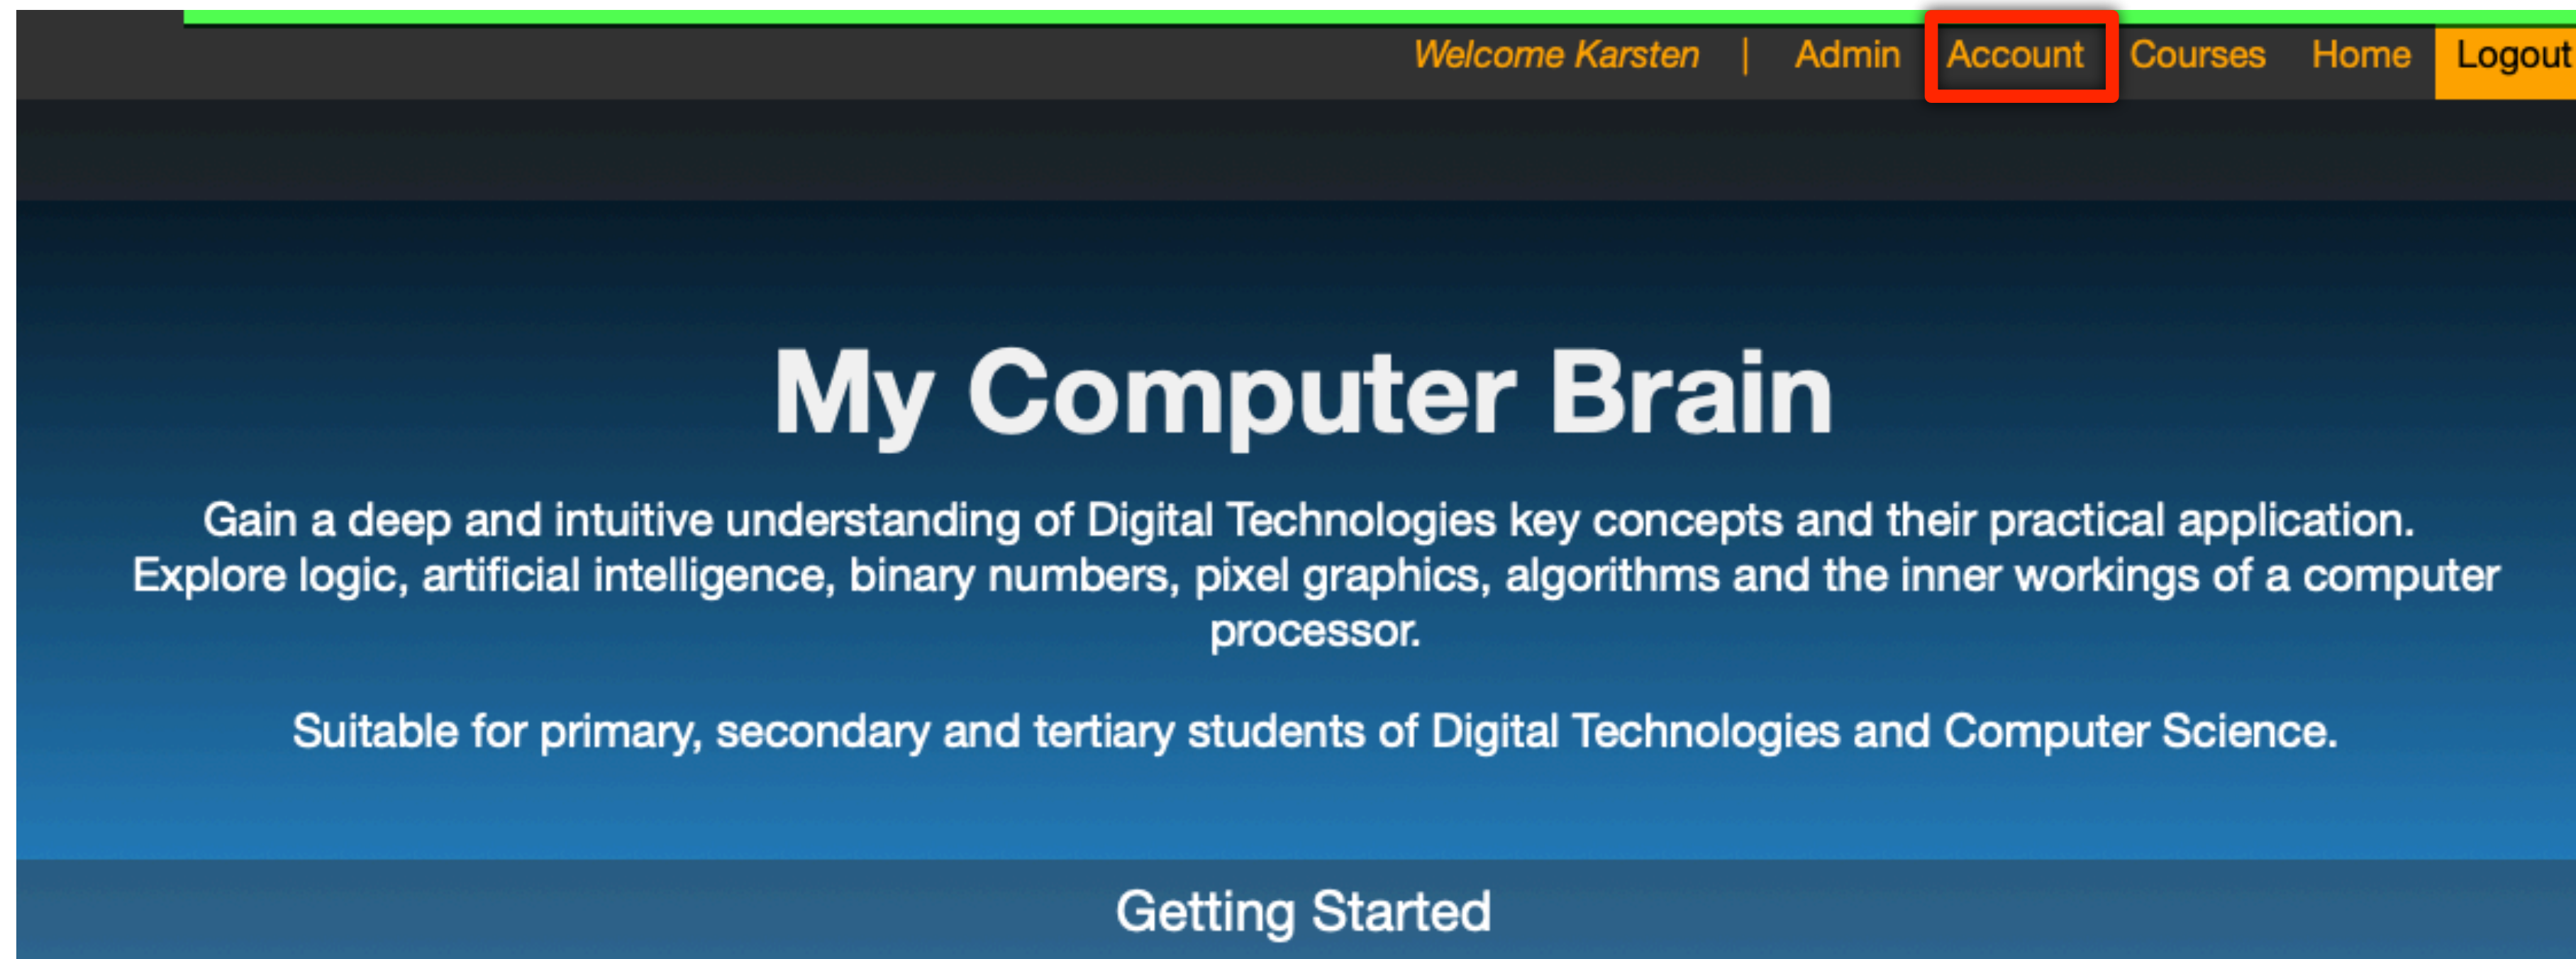 Welcome Karsten | Admin Account Courses Home Logout
My Computer Brain
Gain a deep and intuitive understanding of Digital Technologies key concepts and their practical application.
Explore logic, artificial intelligence, binary numbers, pixel graphics, algorithms and the inner workings of a computer
processor.
Suitable for primary, secondary and tertiary students of Digital Technologies and Computer Science.
Getting Started